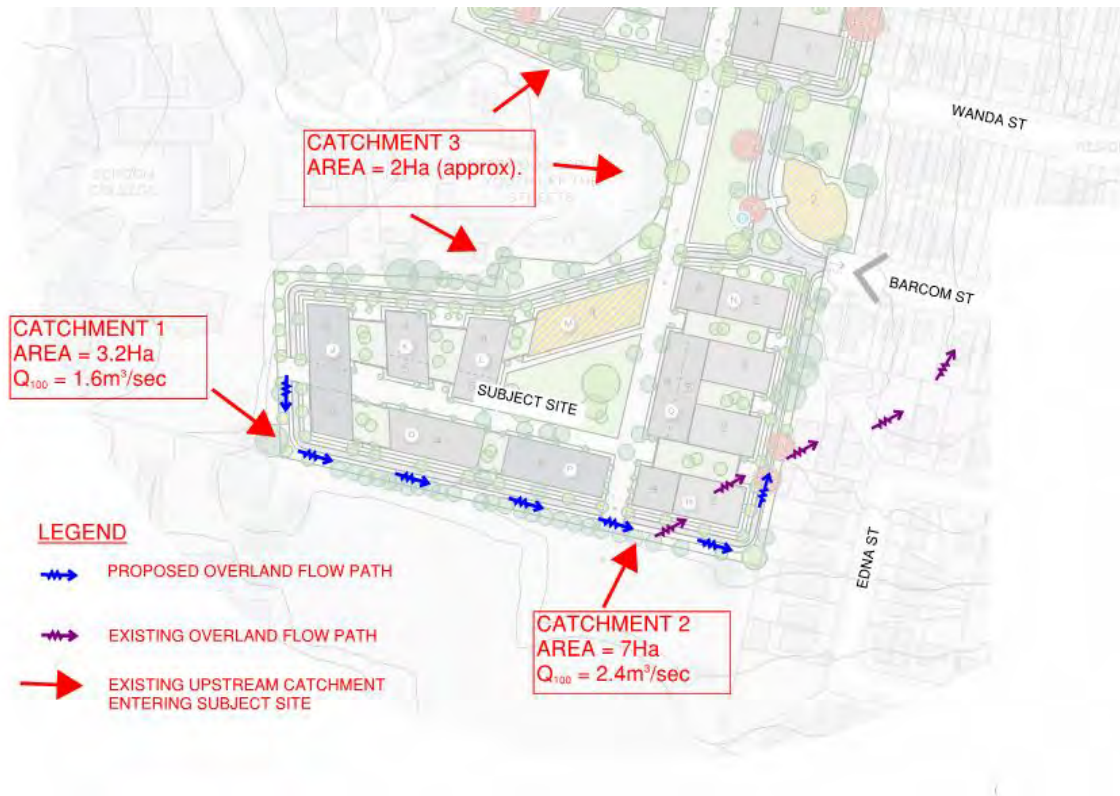 WANDA ST
CATCHMENT 3
AREA = 2Ha (approx).
STREETS
BARCOM ST
CATCHMENT 1
AREA = 3.2Ha
Q₁₀₀ = 1.6m³/sec
SUBJECT SITE
EDNA ST
LEGEND
PROPOSED OVERLAND FLOW PATH
EXISTING OVERLAND FLOW PATH
EXISTING UPSTREAM CATCHMENT
ENTERING SUBJECT SITE
CATCHMENT 2
AREA = 7Ha
Q₁₀₀ = 2.4m³/sec